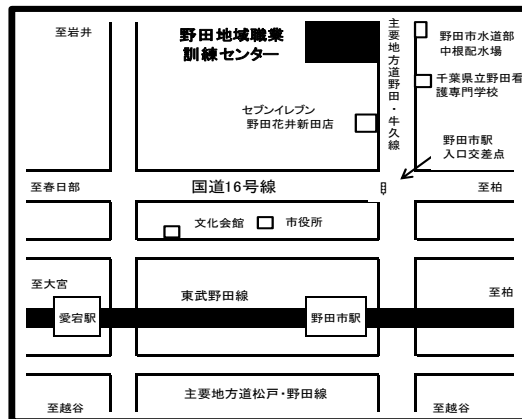 至岩井
野田地域職業
訓練センター
主要地方道野田・牛久線
野田市水道部
中根配水場
千葉県立野田看
護専門学校
セブンイレブン
野田花井新田店
野田市駅
入口交差点
至春日部
国道16号線
至柏
文化会館
市役所
至大宮
東武野田線
至柏
愛宕駅
野田市駅
主要地方道松戸・野田線
至越谷
至越谷